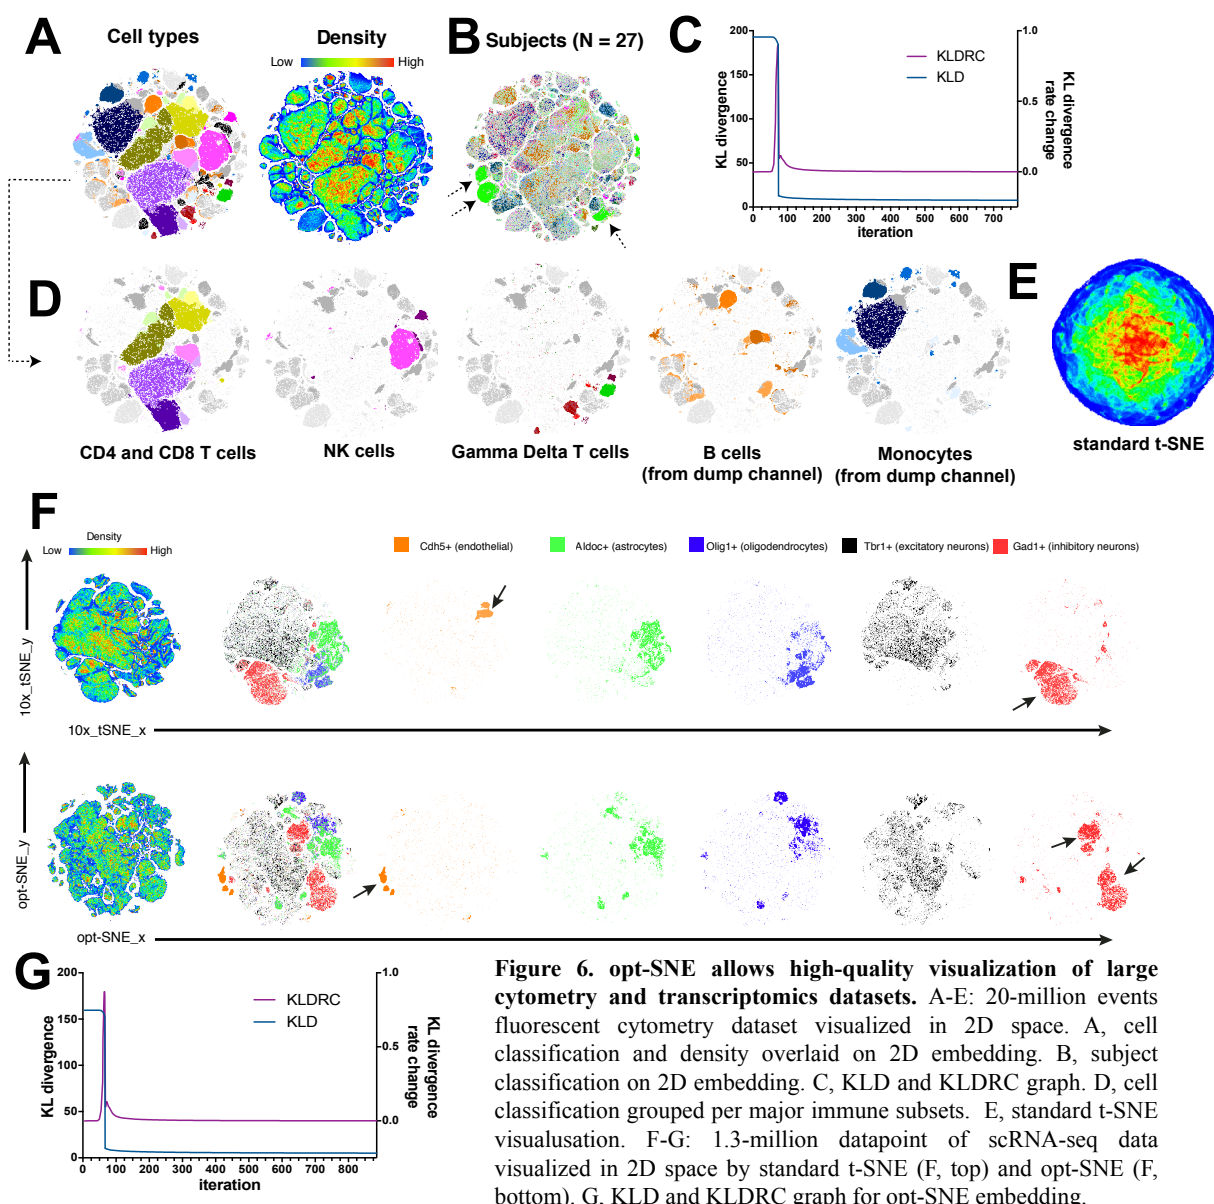 A
Cell types
Density
Low
High
B
Subjects (N = 27)
C
200
150
100
50
0
KL divergence
KLDRC
KLD
1.0
0.5
0.0
KL divergence
rate change
0 100 200 300 400 500 600 700
iteration
D
CD4 and CD8 T cells
NK cells
Gamma Delta T cells
B cells
(from dump channel)
Monocytes
(from dump channel)
E
standard t-SNE
F
Density
Low
High
Cdh5+ (endothelial)
Aldoc+ (astrocytes)
Olig1+ (oligodendrocytes)
Tbr1+ (excitatory neurons)
Gad1+ (inhibitory neurons)
10x_tSNE_y
10x_tSNE_x
opt-SNE_y
opt-SNE_x
G
200
150
100
50
0
KL divergence
KLDRC
KLD
1.0
0.5
0.0
KL divergence
rate change
0 100 200 300 400 500 600 700 800
iteration
Figure 6. opt-SNE allows high-quality visualization of large
cytometry and transcriptomics datasets. A-E: 20-million events
fluorescent cytometry dataset visualized in 2D space. A, cell
classification and density overlaid on 2D embedding. B, subject
classification on 2D embedding. C, KLD and KLDRC graph. D, cell
classification grouped per major immune subsets. E, standard t-SNE
visualusation. F-G: 1.3-million datapoint of scRNA-seq data
visualized in 2D space by standard t-SNE (F, top) and opt-SNE (F,
bottom). G, KLD and KLDRC graph for opt-SNE embedding.